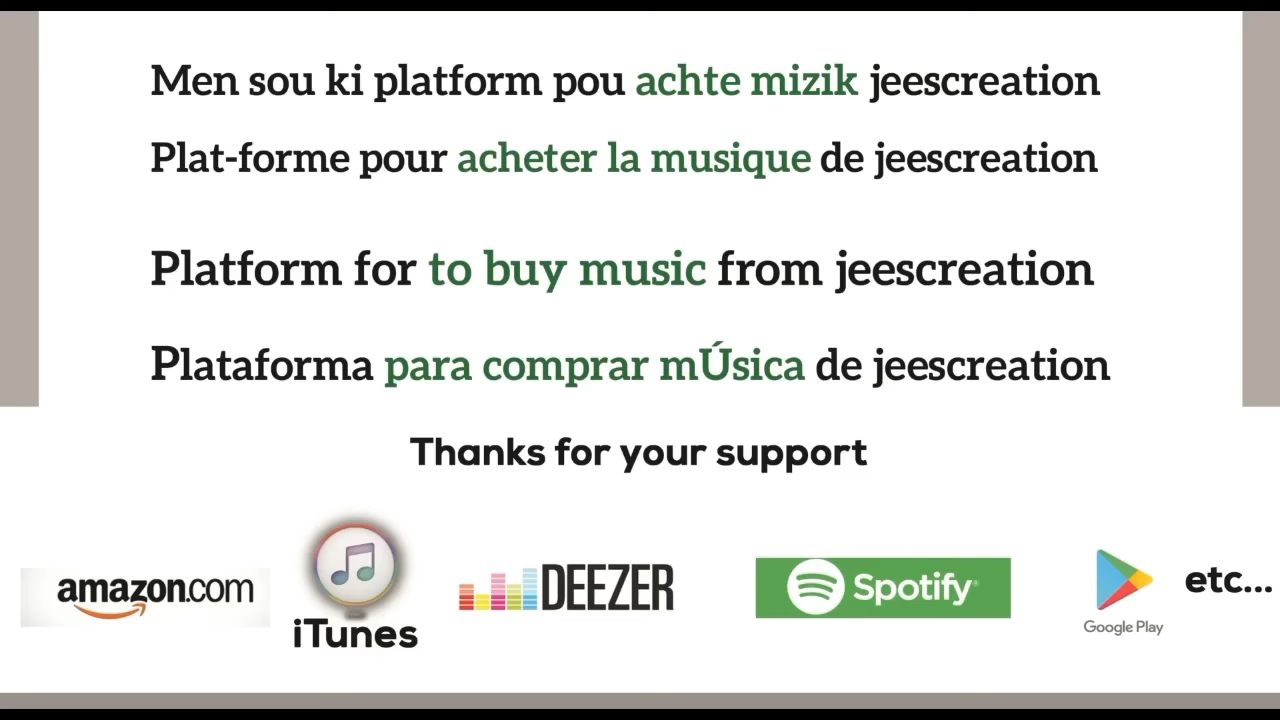 Men sou ki platform pou achte mizik jeescreation
Plat-forme pour acheter la musique de jeescreation
Platform for to buy music from jeescreation
Plataforma para comprar mÚsica de jeescreation
Thanks for your support
amazon.com
iTunes
DEEZER
Spotify®
Google Play
etc...